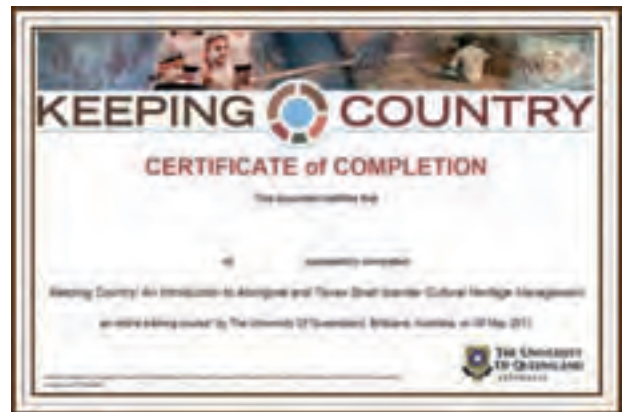 KEEPING COUNTRY
CERTIFICATE of COMPLETION
This document certifies that
successfully completed
Keeping Country: An Introduction to Aboriginal and Torres Strait Islander Cultural Heritage Management
an online training course by The University Of Queensland, Brisbane, Australia, on May
THE UNIVERSITY
OF QUEENSLAND
AUSTRALIA